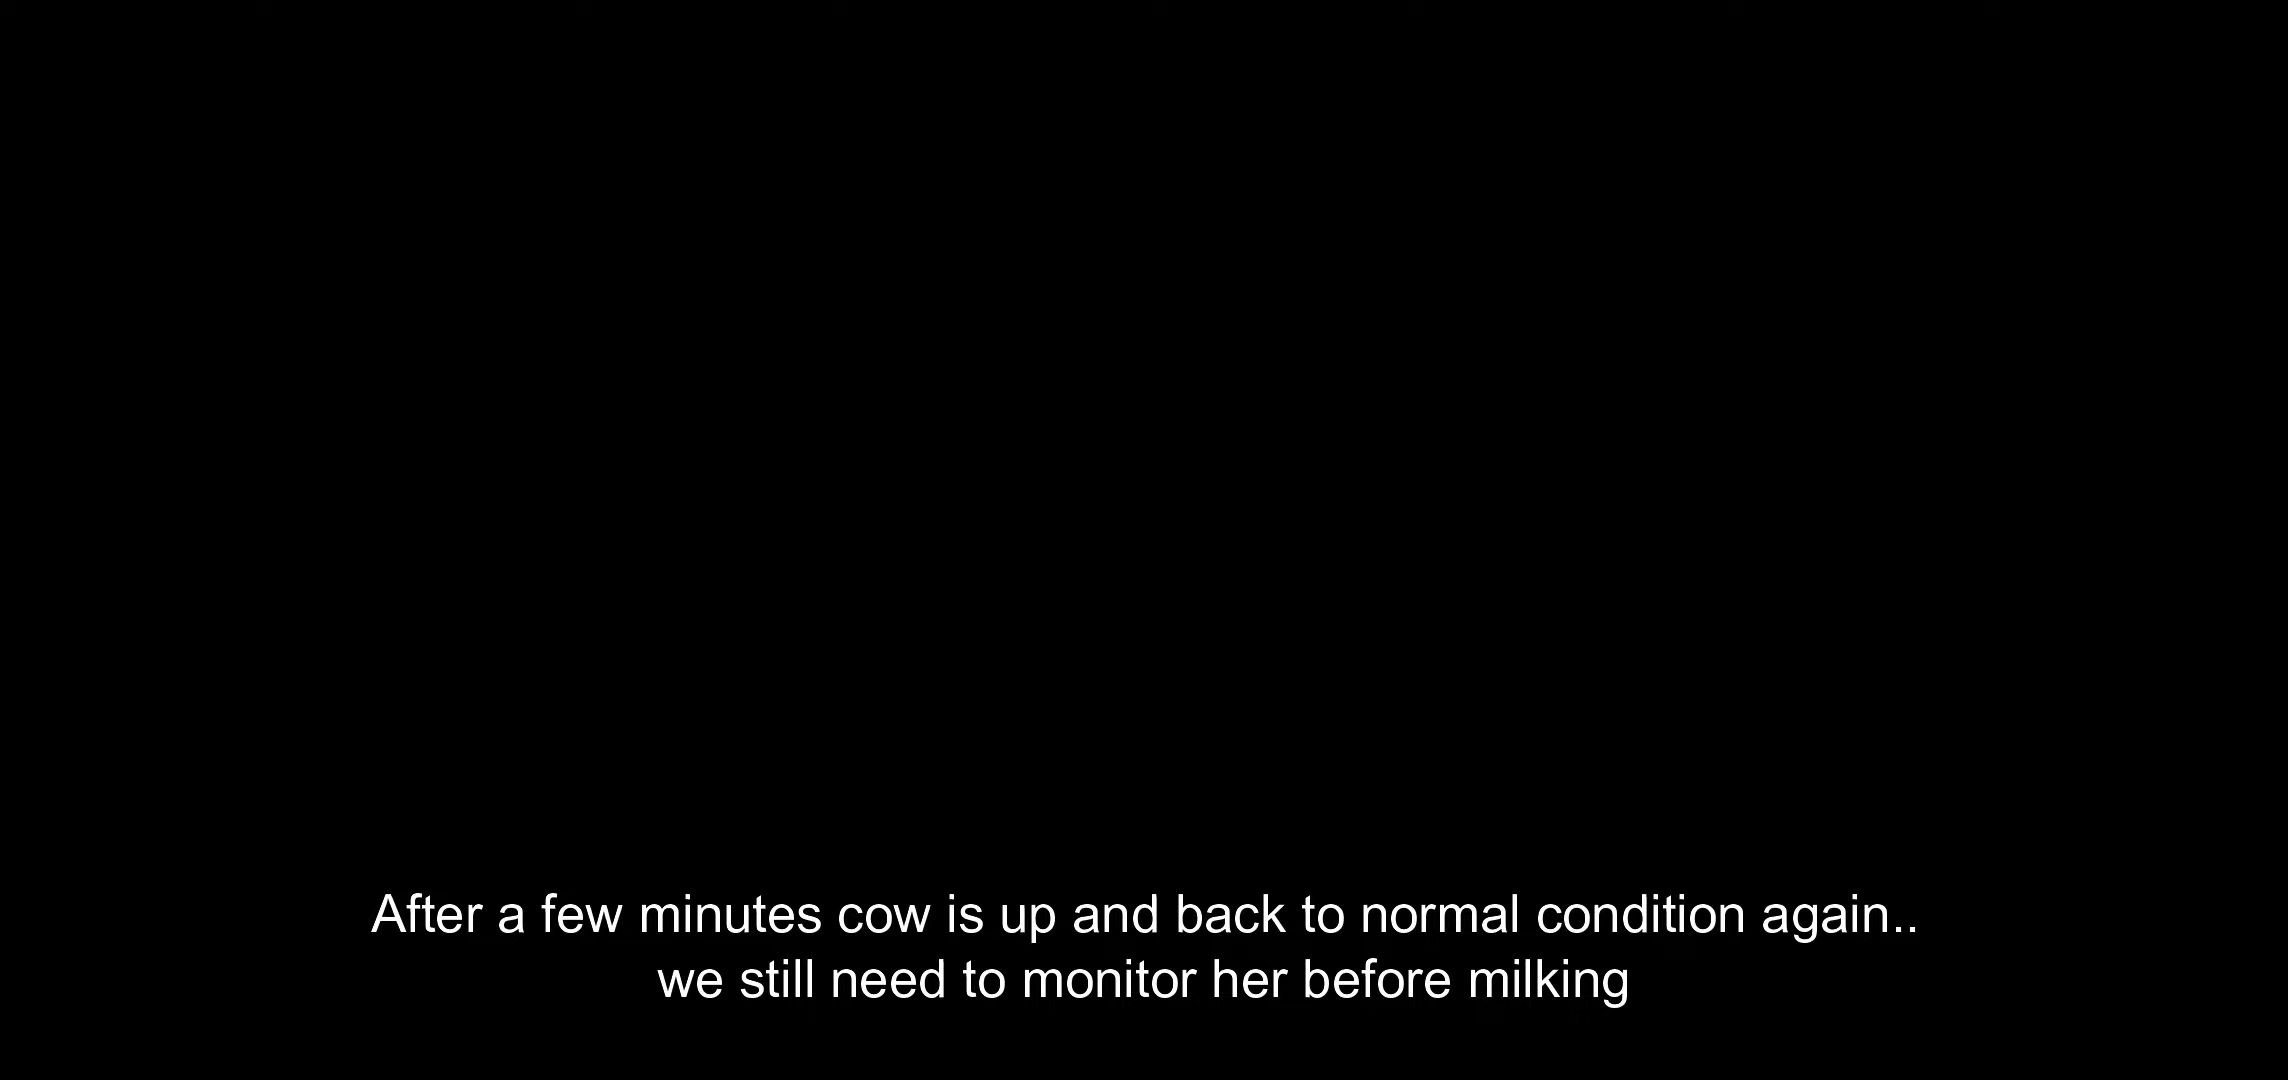 After a few minutes cow is up and back to normal condition again..
we still need to monitor her before milking